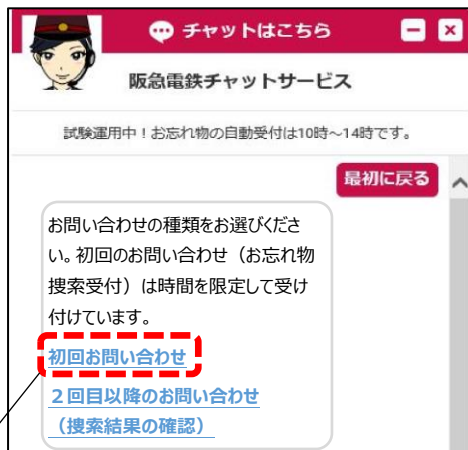 チャットはこちら
阪急電鉄チャットサービス
試験運用中！お忘れ物の自動受付は10時～14時です。
最初に戻る
お問い合わせの種類をお選びくださ
い。初回のお問い合わせ（お忘れ物
捜索受付）は時間を限定して受け
付けています。
初回お問い合わせ
２回目以降のお問い合わせ
（捜索結果の確認）